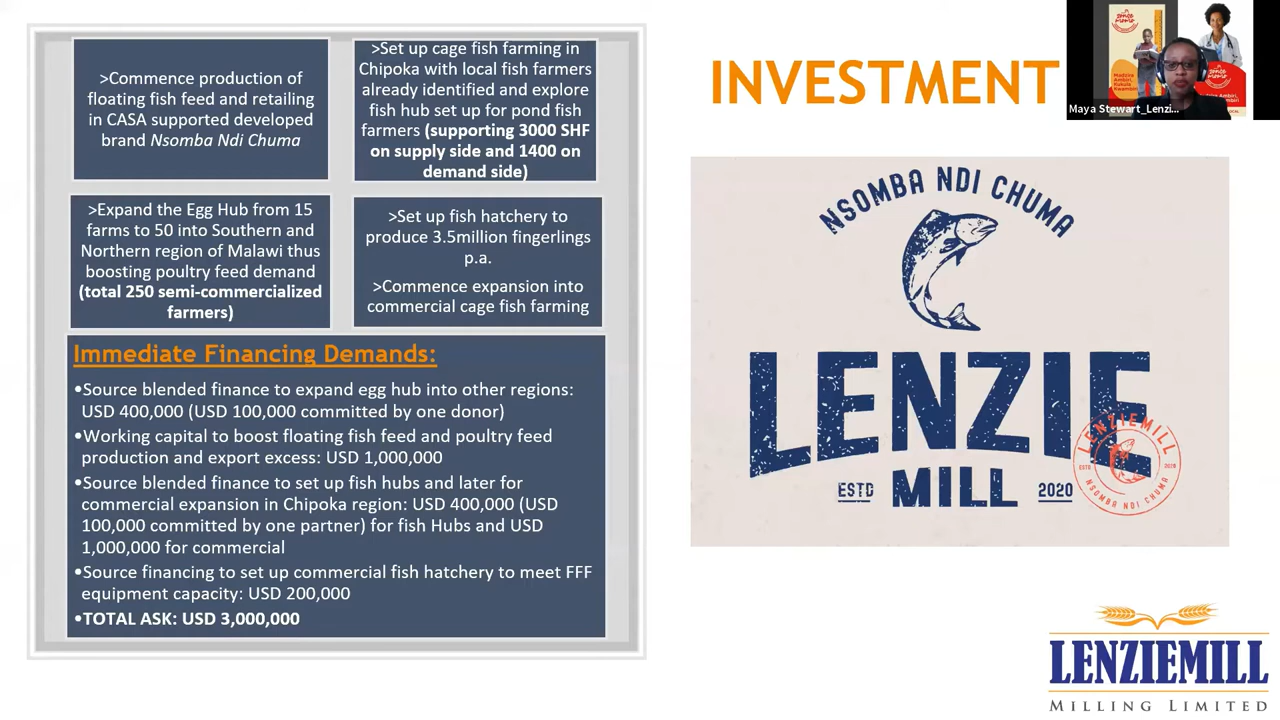 >Commence production of
floating fish feed and retailing
in CASA supported developed
brand Nsomba Ndi Chuma
>Set up cage fish farming in
Chipoka with local fish farmers
already identified and explore
fish hub set up for pond fish
farmers (supporting 3000 SHF
on supply side and 1400 on
demand side)
>Expand the Egg Hub from 15
farms to 50 into Southern and
Northern region of Malawi thus
boosting poultry feed demand
(total 250 semi-commercialized
farmers)
>Set up fish hatchery to
produce 3.5million fingerlings
p.a.
>Commence expansion into
commercial cage fish farming
Immediate Financing Demands:
•Source blended finance to expand egg hub into other regions:
USD 400,000 (USD 100,000 committed by one donor)
•Working capital to boost floating fish feed and poultry feed
production and export excess: USD 1,000,000
•Source blended finance to set up fish hubs and later for
commercial expansion in Chipoka region: USD 400,000 (USD
100,000 committed by one partner) for fish Hubs and USD
1,000,000 for commercial
•Source financing to set up commercial fish hatchery to meet FFF
equipment capacity: USD 200,000
•TOTAL ASK: USD 3,000,000
INVESTMENT
Maya Stewart_Lenzi...
NSOMBA NDI CHUMA
LENZIE
ESTD MILL 2020
LENZIEMILL
ESTD 2020
NSOMBA NDI CHUMA
LENZIEMILL
Milling Limited